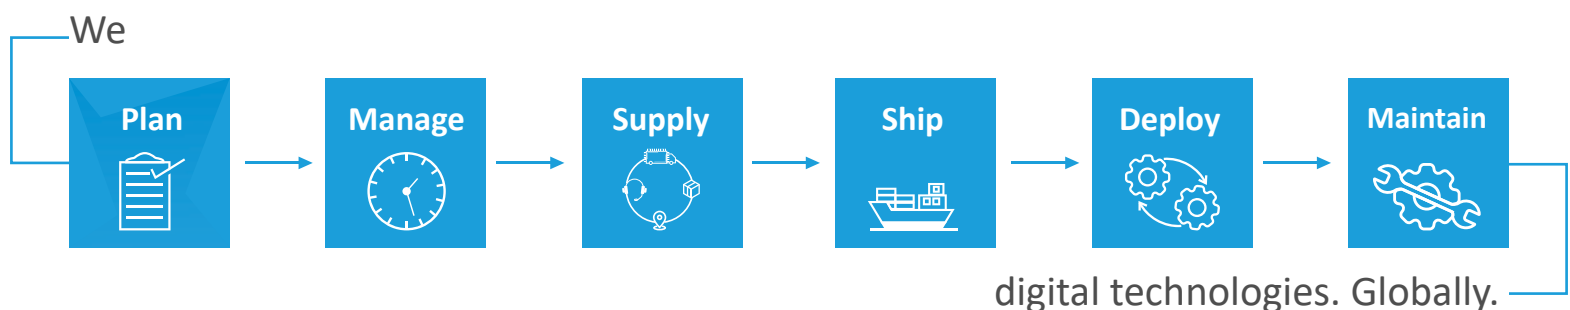 We
Plan
Manage
Supply
Ship
Deploy
Maintain
digital technologies. Globally.